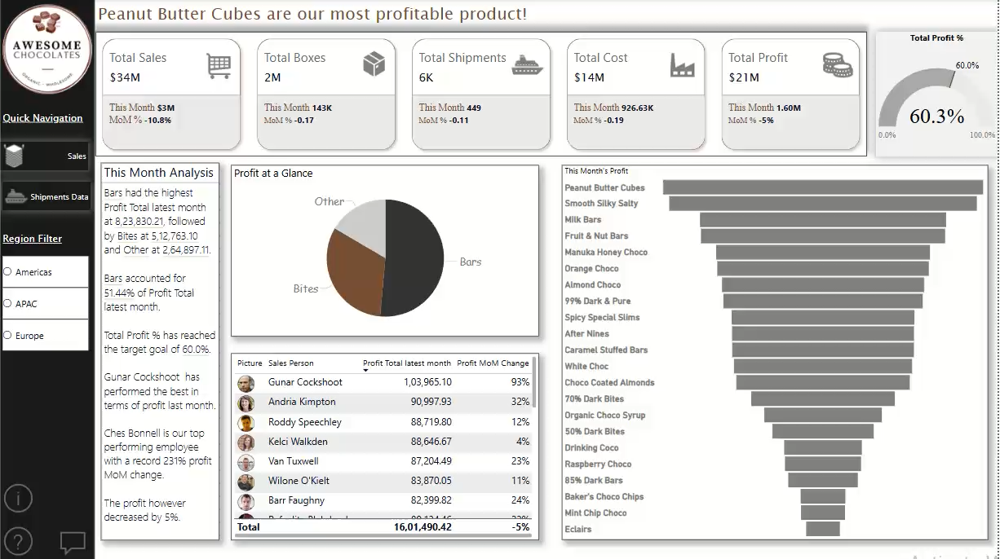 Peanut Butter Cubes are our most profitable product!
AWESOME
CHOCOLATES
ORGANIC - WHOLESOME
Quick Navigation
Sales
Shipments Data
Region Filter
Americas
APAC
Europe
Total Sales
$34M
This Month $3M
MoM % -10.8%
Total Boxes
2M
This Month 143K
MoM % -0.17
Total Shipments
6K
This Month 449
MoM % -0.11
Total Cost
$14M
This Month 926.63K
MoM % -0.19
Total Profit
$21M
This Month 1.60M
MoM % -5%
Total Profit %
60.0%
60.3%
0.0%
100.0%
This Month Analysis
Bars had the highest
Profit Total latest month
at 8,23,830.21, followed
by Bites at 5,12,763.10
and Other at 2,64,897.11.
Bars accounted for
51.44% of Profit Total
latest month.
Total Profit % has reached
the target goal of 60.0%.
Gunar Cockshoot has
performed the best in
terms of profit last month.
Ches Bonnell is our top
performing employee
with a record 231% profit
MoM change.
The profit however
decreased by 5%.
Profit at a Glance
Other
Bars
Bites
Picture Sales Person Profit Total latest month Profit MoM Change
Gunar Cockshoot 1,03,965.10 93%
Andria Kimpton 90,997.93 32%
Roddy Speechley 88,719.80 12%
Kelci Walkden 88,646.67 4%
Van Tuxwell 87,204.49 23%
Wilone O'Kielt 83,870.05 11%
Barr Faughny 82,399.82 24%
Total 16,01,490.42 -5%
This Month's Profit
Peanut Butter Cubes
Smooth Silky Salty
Milk Bars
Fruit & Nut Bars
Manuka Honey Choco
Orange Choco
Almond Choco
99% Dark & Pure
Spicy Special Slims
After Nines
Caramel Stuffed Bars
White Choc
Choco Coated Almonds
70% Dark Bites
Organic Choco Syrup
50% Dark Bites
Drinking Coco
Raspberry Choco
85% Dark Bars
Baker's Choco Chips
Mint Chip Choco
Eclairs